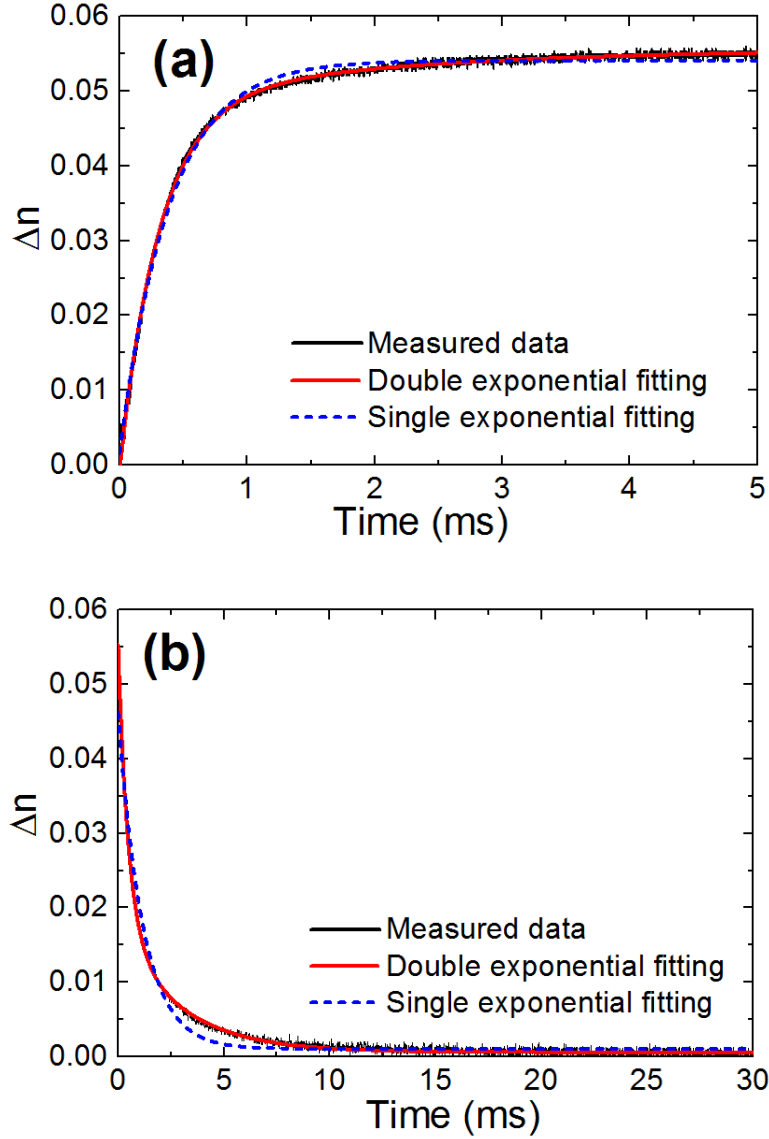 (a)
0.06
0.05
0.04
0.03
0.02
0.01
0.00
Δn
Measured data
Double exponential fitting
Single exponential fitting
0 1 2 3 4 5
Time (ms)
(b)
0.06
0.05
0.04
0.03
0.02
0.01
0.00
Δn
Measured data
Double exponential fitting
Single exponential fitting
0 5 10 15 20 25 30
Time (ms)